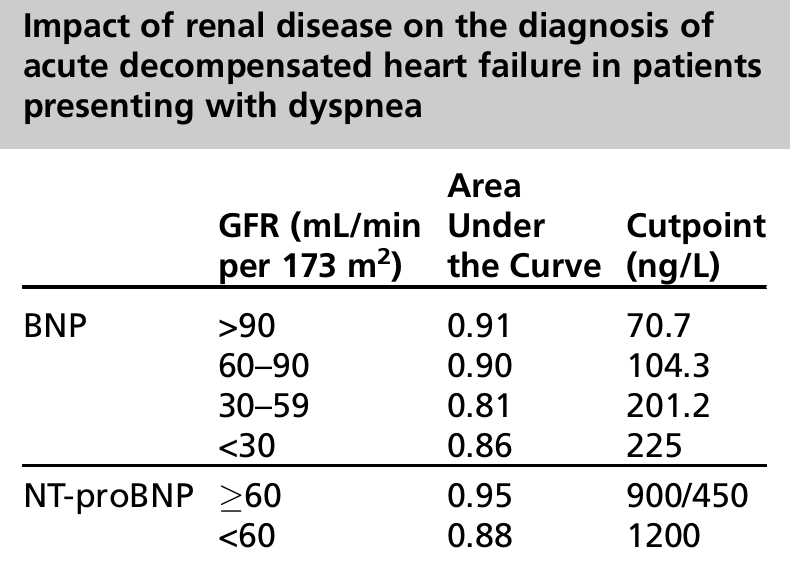 Impact of renal disease on the diagnosis of
acute decompensated heart failure in patients
presenting with dyspnea
Area
GFR (mL/min Under Cutpoint
per 173 m²) the Curve (ng/L)
BNP >90 0.91 70.7
60–90 0.90 104.3
30–59 0.81 201.2
<30 0.86 225
NT-proBNP ≥60 0.95 900/450
<60 0.88 1200